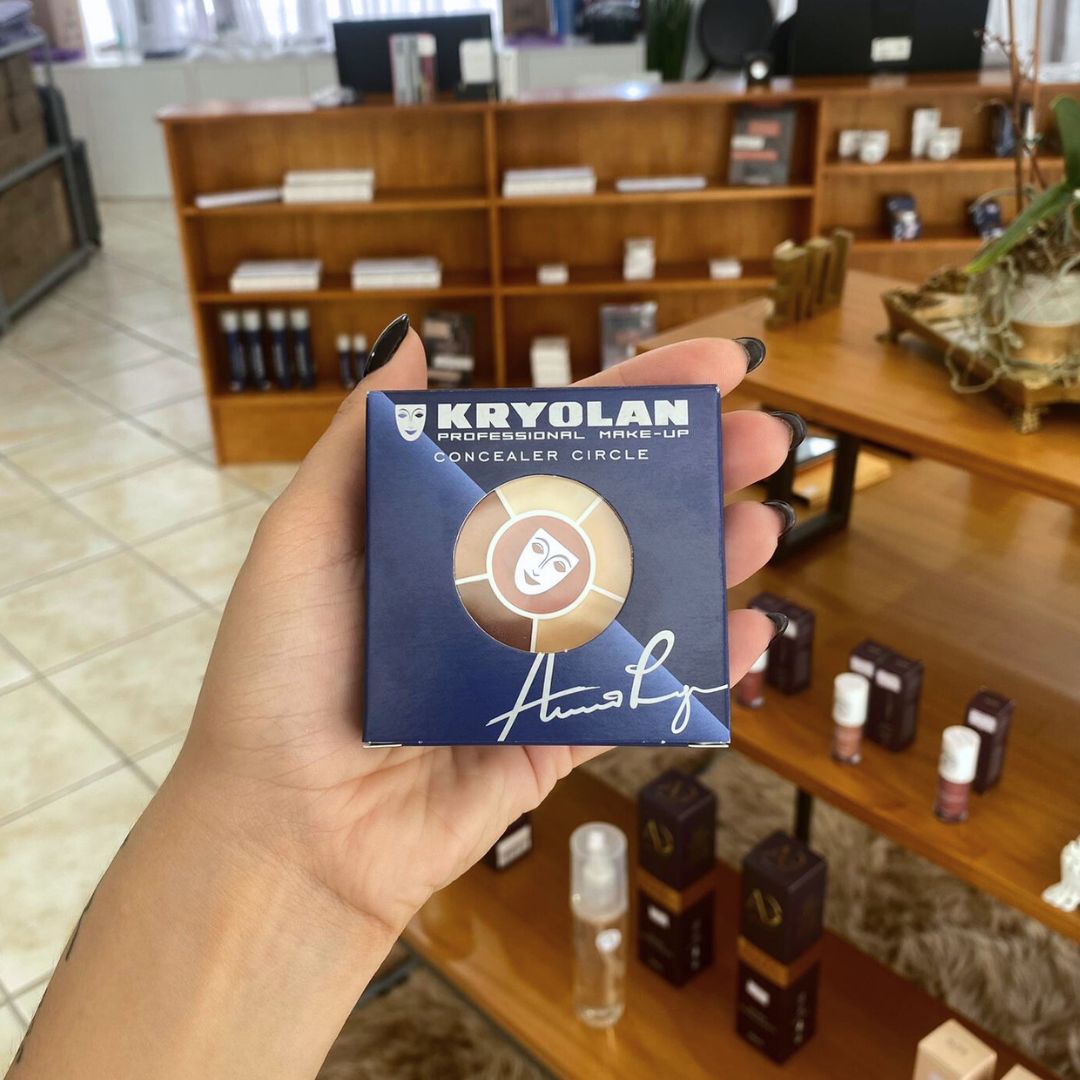 KRYOLAN
PROFESSIONAL MAKE-UP
CONCEALER CIRCLE